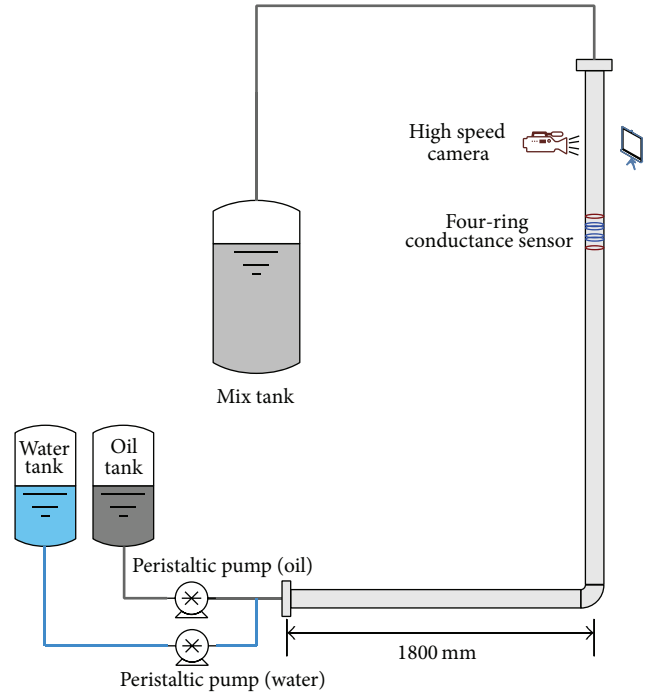 High speed
camera
Four-ring
conductance sensor
Mix tank
Water
tank
Oil
tank
Peristaltic pump (oil)
1800 mm
Peristaltic pump (water)